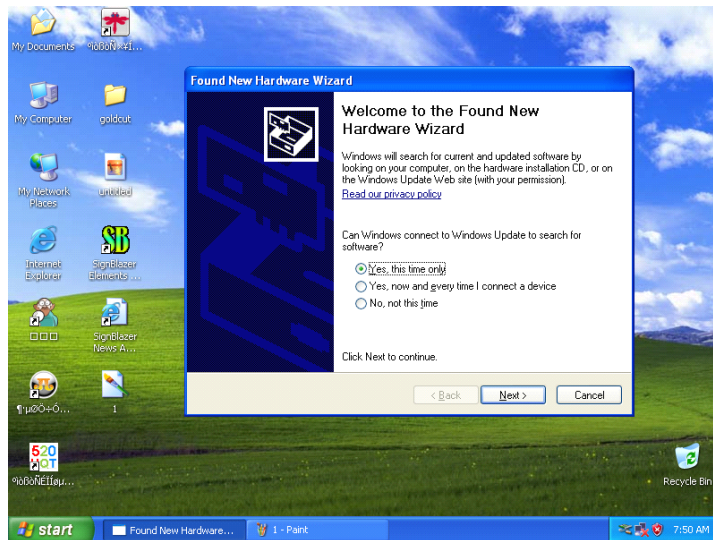 My Documents
My Computer
goldcut
My Network
Places
untitled
Internet
Explorer
SB
SignBlazer
Elements ...
SignBlazer
News A...
1
520
HQT
Recycle Bin
Found New Hardware Wizard
Welcome to the Found New
Hardware Wizard
Windows will search for current and updated software by
looking on your computer, on the hardware installation CD, or on
the Windows Update Web site (with your permission).
Read our privacy policy
Can Windows connect to Windows Update to search for
software?
Yes, this time only
Yes, now and every time I connect a device
No, not this time
Click Next to continue.
< Back
Next >
Cancel
start
Found New Hardware...
1 - Paint
7:50 AM